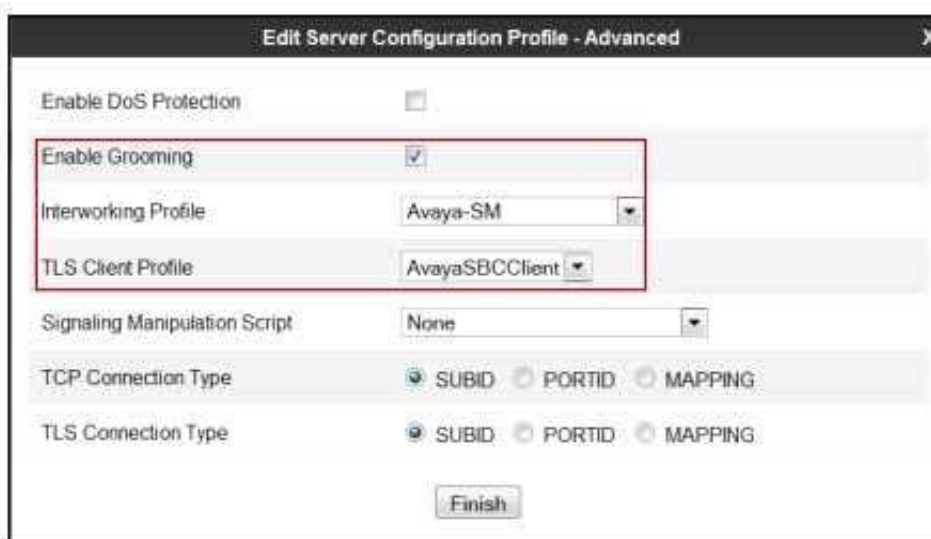 Edit Server Configuration Profile - Advanced X
Enable DoS Protection
Enable Grooming
Interworking Profile Avaya-SM
TLS Client Profile AvayaSBCClient
Signaling Manipulation Script None
TCP Connection Type SUBID PORTID MAPPING
TLS Connection Type SUBID PORTID MAPPING
Finish